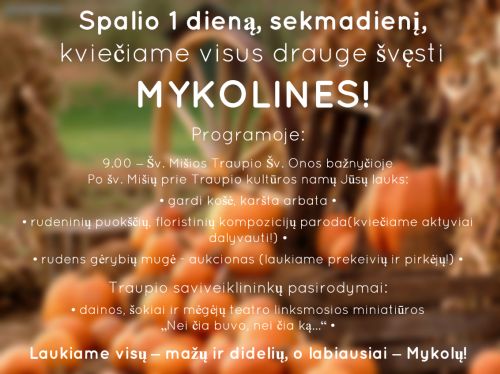 Spalio 1 dieną, sekmadienį,
kviečiame visus drauge švęsti
MYKOLINES!
Programoje:
9.00 – Šv. Mišios Traupio Šv. Onos bažnyčioje
Po šv. Mišių prie Traupio kultūros namų Jūsų lauks:
• gardi košė, karšta arbata •
• rudeninių puokščių, floristinių kompozicijų paroda(kviečiame aktyviai
dalyvauti!) •
• rudens gėrybių mugė - aukcionas (laukiame prekeivių ir pirkėjų!) •
Traupio saviveiklininkų pasirodymai:
• dainos, šokiai ir mėgėjų teatro linksmosios miniatiūros
„Nei čia buvo, nei čia ką...“ •
Laukiame visų – mažų ir didelių, o labiausiai – Mykolų!